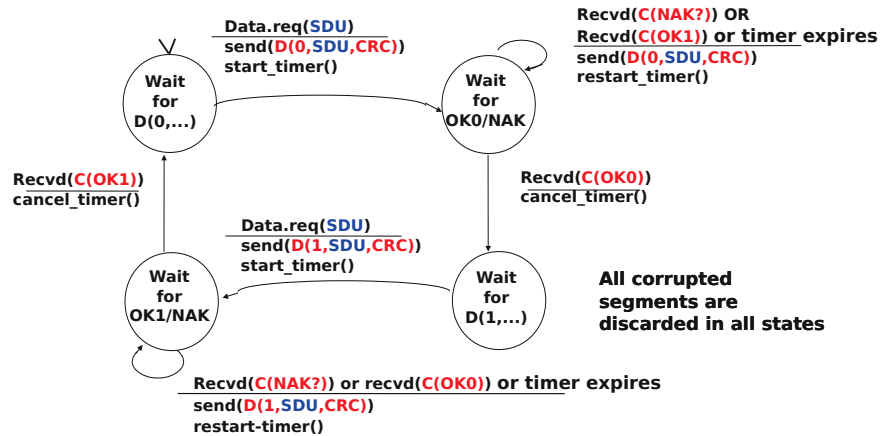 Data.req(SDU)
send(D(0,SDU,CRC))
start_timer()
Recvd(C(NAK?)) OR
Recvd(C(OK1)) or timer expires
send(D(0,SDU,CRC))
restart_timer()
Wait
for
D(0,...)
Wait
for
OK0/NAK
Recvd(C(OK1))
cancel_timer()
Recvd(C(OK0))
cancel_timer()
Data.req(SDU)
send(D(1,SDU,CRC))
start_timer()
Wait
for
OK1/NAK
Wait
for
D(1,...)
All corrupted
segments are
discarded in all states
Recvd(C(NAK?)) or recvd(C(OK0)) or timer expires
send(D(1,SDU,CRC))
restart-timer()